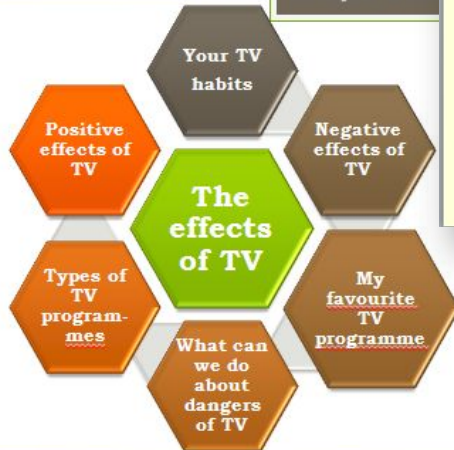 Your TV
habits
Negative
effects of
TV
My
favourite
TV
programme
What can
we do
about
dangers
of TV
Types of
TV
program-
mes
Positive
effects of
TV
The
effects
of TV